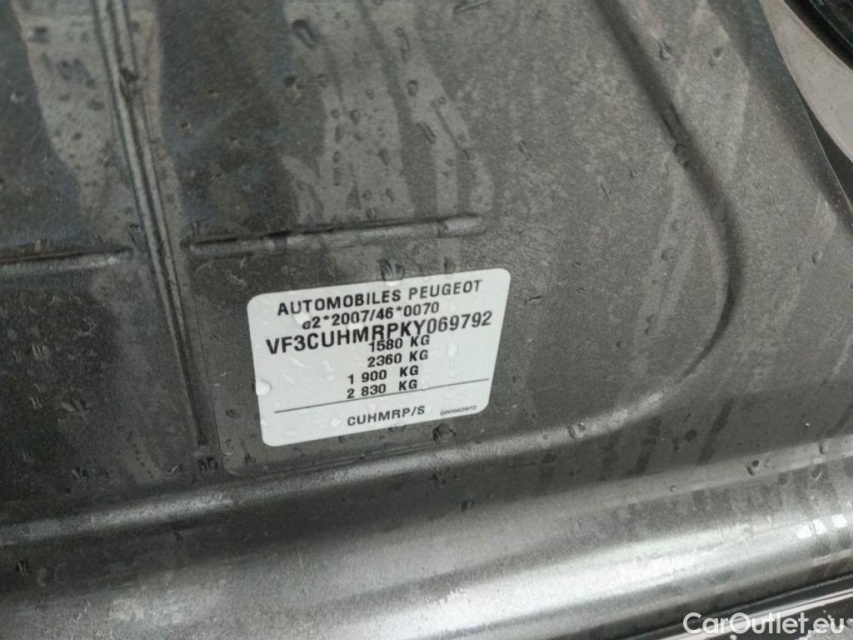 AUTOMOBILES PEUGEOT
e2*2007/46*0070
VF3CUHMRPKY069792
1580 KG
2360 KG
1 900 KG
2 830 KG
CUHMRP/S
CarOutlet.eu